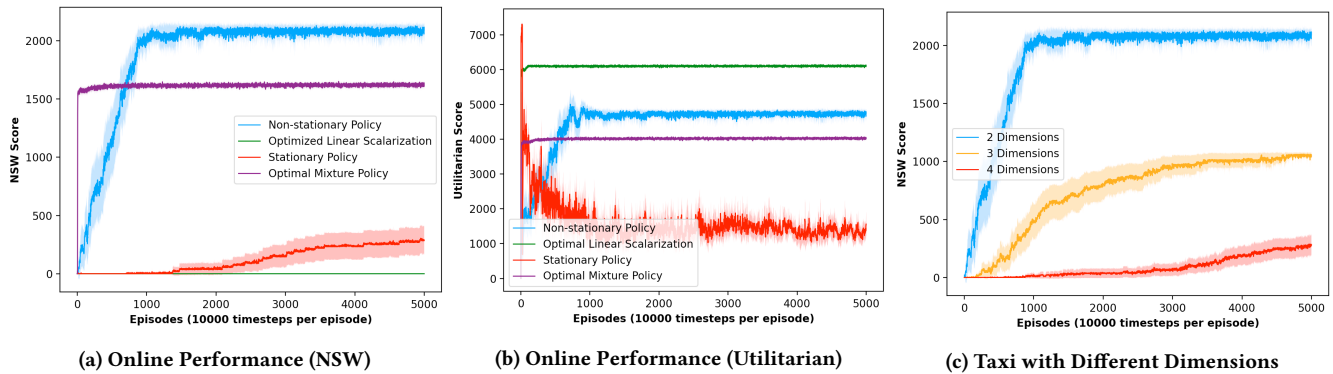 NSW Score
2000
1500
1000
500
0
Non-stationary Policy
Optimized Linear Scalarization
Stationary Policy
Optimal Mixture Policy
0 1000 2000 3000 4000 5000
Episodes (10000 timesteps per episode)
(a) Online Performance (NSW)
Utilitarian Score
7000
6000
5000
4000
3000
2000
1000
0
Non-stationary Policy
Optimal Linear Scalarization
Stationary Policy
Optimal Mixture Policy
0 1000 2000 3000 4000 5000
Episodes (10000 timesteps per episode)
(b) Online Performance (Utilitarian)
NSW Score
2000
1500
1000
500
0
2 Dimensions
3 Dimensions
4 Dimensions
0 1000 2000 3000 4000 5000
Episodes (10000 timesteps per episode)
(c) Taxi with Different Dimensions